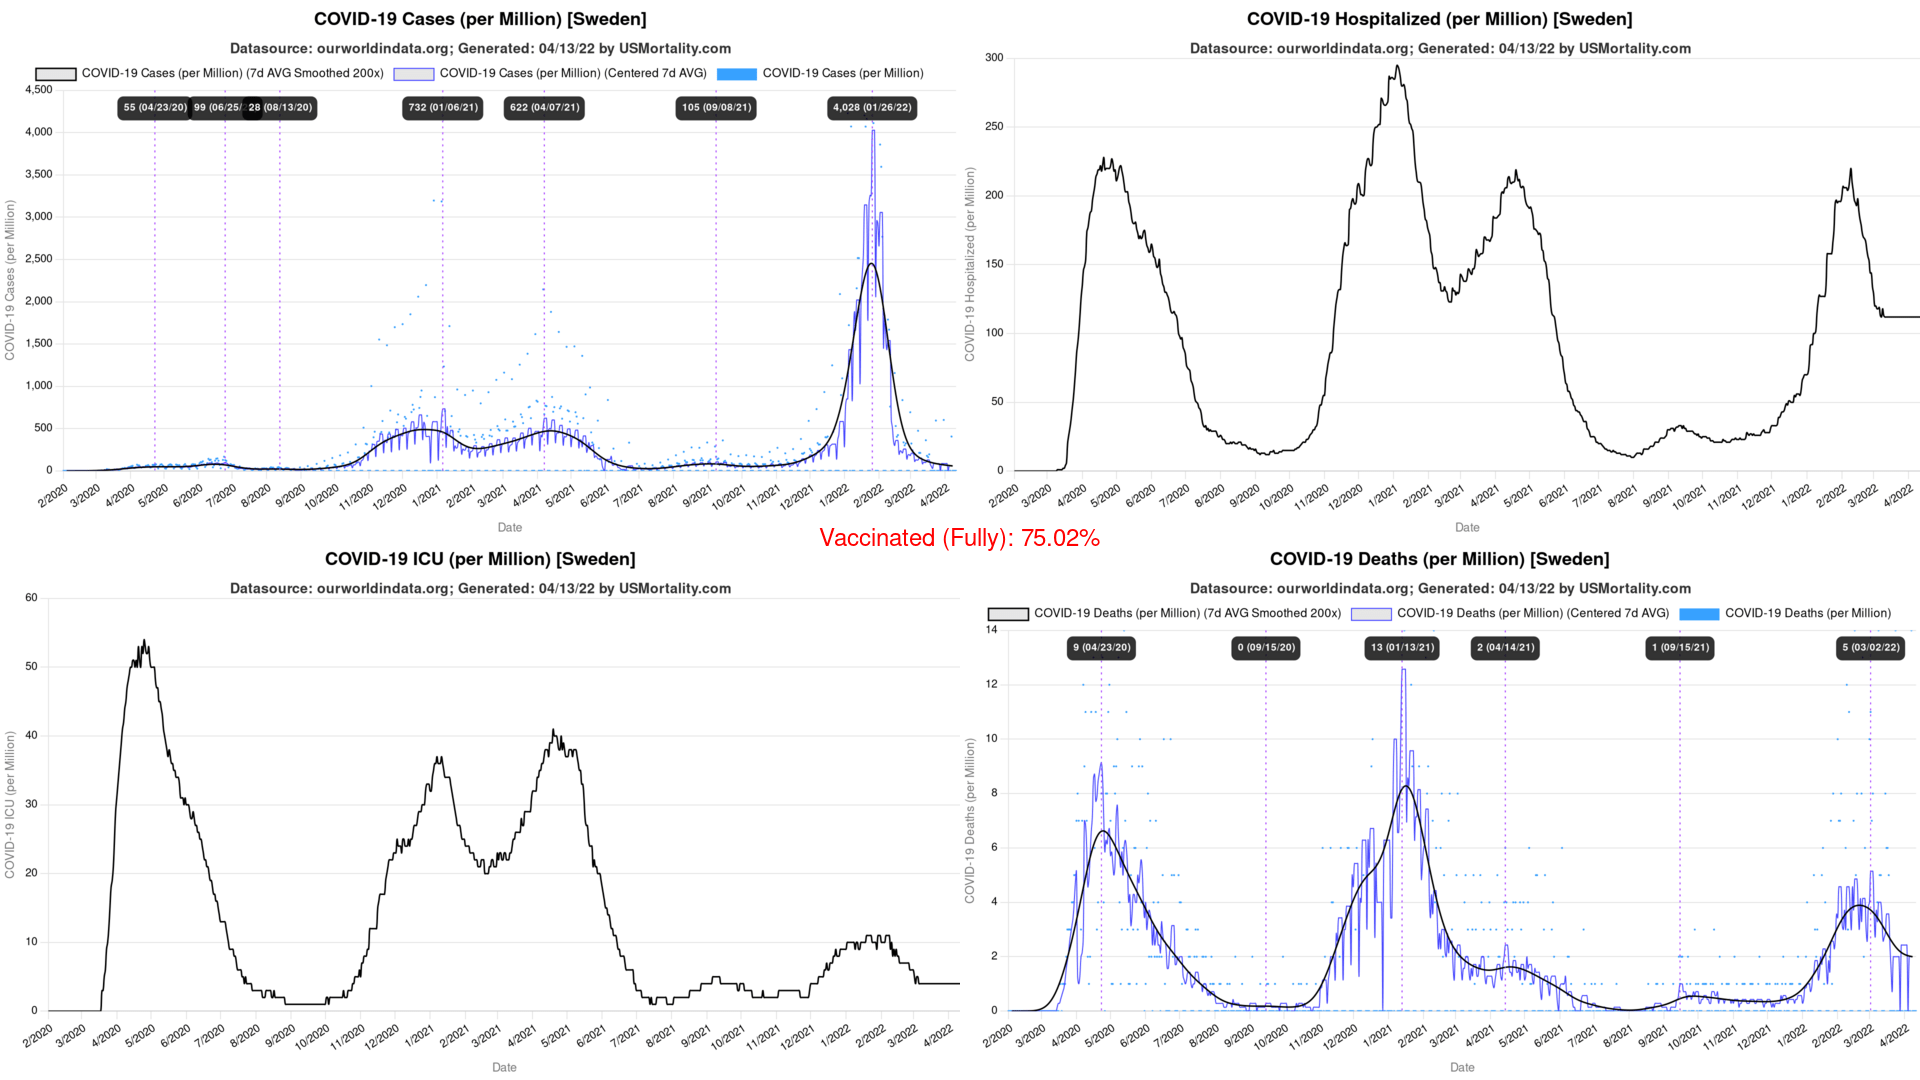 COVID-19 Cases (per Million) [Sweden]
Datasource: ourworldindata.org; Generated: 04/13/22 by USMortality.com
COVID-19 Cases (per Million) (7d AVG Smoothed 200x) COVID-19 Cases (per Million) (Centered 7d AVG) COVID-19 Cases (per Million)
55 (04/23/20) 99 (06/25/ 28 (08/13/20) 732 (01/06/21) 622 (04/07/21) 105 (09/08/21) 4,028 (01/26/22)
4,500
4,000
3,500
3,000
2,500
2,000
1,500
1,000
500
0
COVID-19 Cases (per Million)
2/2020 3/2020 4/2020 5/2020 6/2020 7/2020 8/2020 9/2020 10/2020 11/2020 12/2020 1/2021 2/2021 3/2021 4/2021 5/2021 6/2021 7/2021 8/2021 9/2021 10/2021 11/2021 12/2021 1/2022 2/2022 3/2022 4/2022
Date
COVID-19 Hospitalized (per Million) [Sweden]
Datasource: ourworldindata.org; Generated: 04/13/22 by USMortality.com
300
250
200
150
100
50
0
COVID-19 Hospitalized (per Million)
2/2020 3/2020 4/2020 5/2020 6/2020 7/2020 8/2020 9/2020 10/2020 11/2020 12/2020 1/2021 2/2021 3/2021 4/2021 5/2021 6/2021 7/2021 8/2021 9/2021 10/2021 11/2021 12/2021 1/2022 2/2022 3/2022 4/2022
Date
Vaccinated (Fully): 75.02%
COVID-19 ICU (per Million) [Sweden]
Datasource: ourworldindata.org; Generated: 04/13/22 by USMortality.com
60
50
40
30
20
10
0
COVID-19 ICU (per Million)
2/2020 3/2020 4/2020 5/2020 6/2020 7/2020 8/2020 9/2020 10/2020 11/2020 12/2020 1/2021 2/2021 3/2021 4/2021 5/2021 6/2021 7/2021 8/2021 9/2021 10/2021 11/2021 12/2021 1/2022 2/2022 3/2022 4/2022
Date
COVID-19 Deaths (per Million) [Sweden]
Datasource: ourworldindata.org; Generated: 04/13/22 by USMortality.com
COVID-19 Deaths (per Million) (7d AVG Smoothed 200x) COVID-19 Deaths (per Million) (Centered 7d AVG) COVID-19 Deaths (per Million)
9 (04/23/20) 0 (09/15/20) 13 (01/13/21) 2 (04/14/21) 1 (09/15/21) 5 (03/02/22)
14
12
10
8
6
4
2
0
COVID-19 Deaths (per Million)
2/2020 3/2020 4/2020 5/2020 6/2020 7/2020 8/2020 9/2020 10/2020 11/2020 12/2020 1/2021 2/2021 3/2021 4/2021 5/2021 6/2021 7/2021 8/2021 9/2021 10/2021 11/2021 12/2021 1/2022 2/2022 3/2022 4/2022
Date